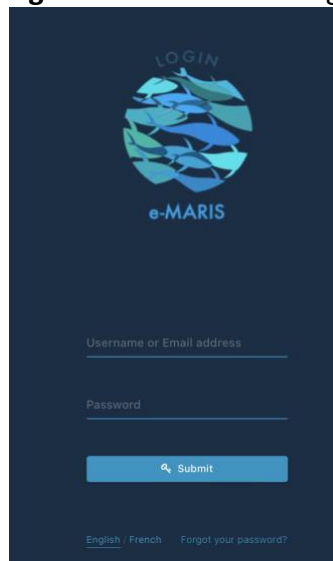 LOGIN
e-MARIS
Username or Email address
Password
Submit
English / French Forgot your password?